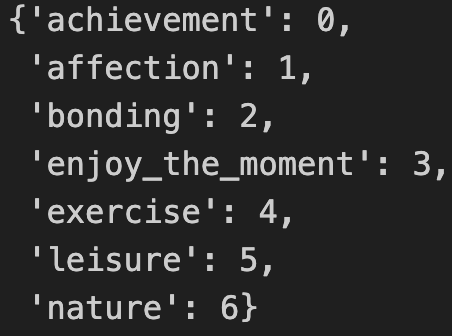 {'achievement': 0,
'affection': 1,
'bonding': 2,
'enjoy_the_moment': 3,
'exercise': 4,
'leisure': 5,
'nature': 6}